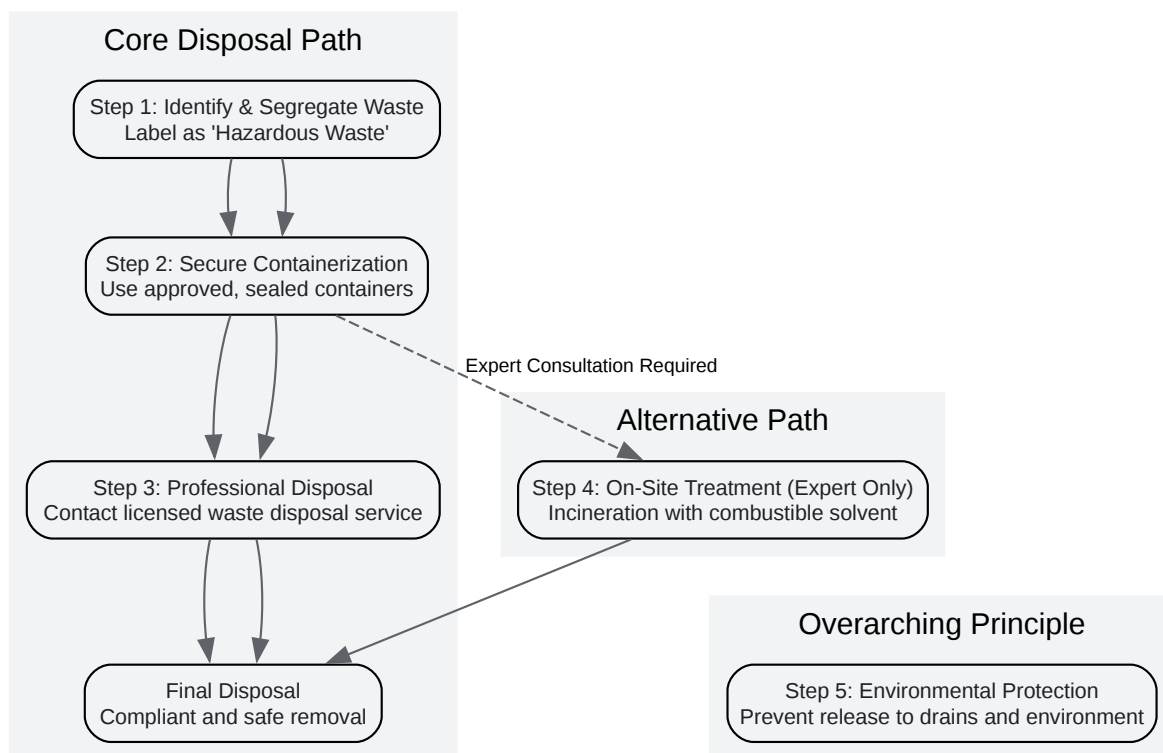 Core Disposal Path
Step 1: Identify & Segregate Waste
Label as 'Hazardous Waste'
Step 2: Secure Containerization
Use approved, sealed containers
Expert Consultation Required
Alternative Path
Step 3: Professional Disposal
Contact licensed waste disposal service
Step 4: On-Site Treatment (Expert Only)
Incineration with combustible solvent
Overarching Principle
Final Disposal
Compliant and safe removal
Step 5: Environmental Protection
Prevent release to drains and environment